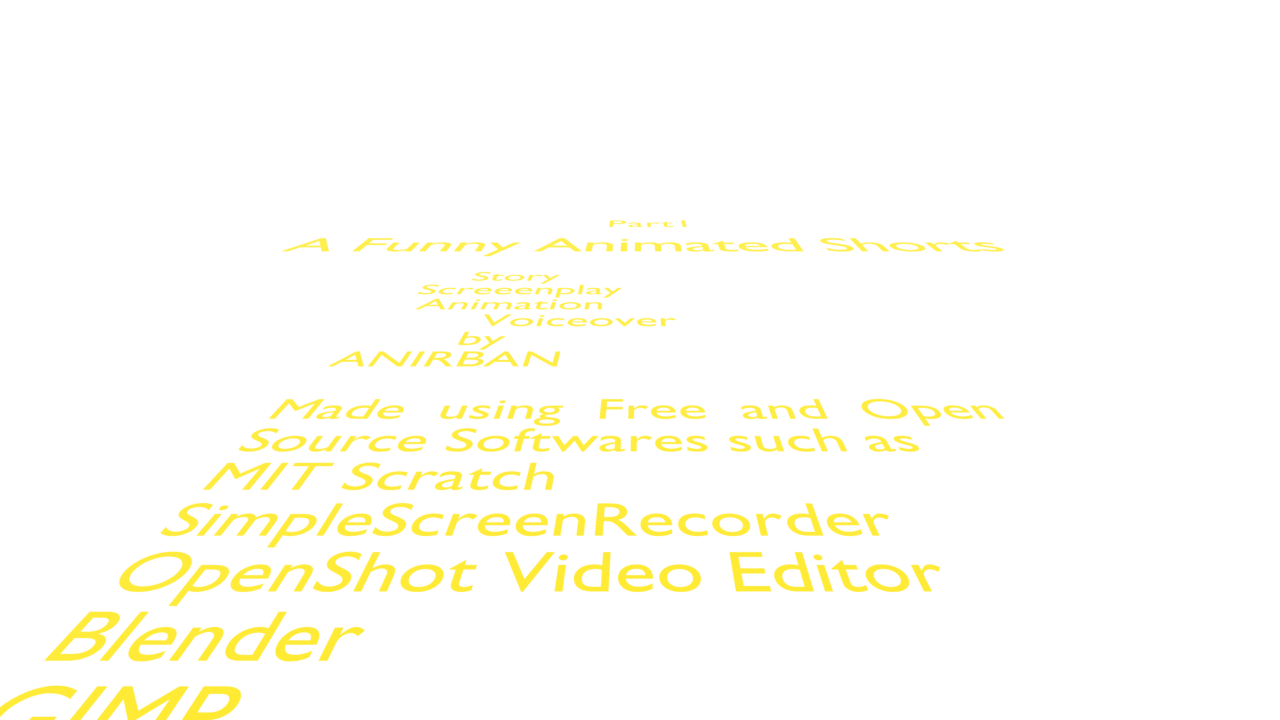 Part I
A Funny Animated Shorts
Story
Screeenplay
Animation
Voiceover
by
ANIRBAN
Made using Free and Open
Source Softwares such as
MIT Scratch
SimpleScreenRecorder
OpenShot Video Editor
Blender
GIMP